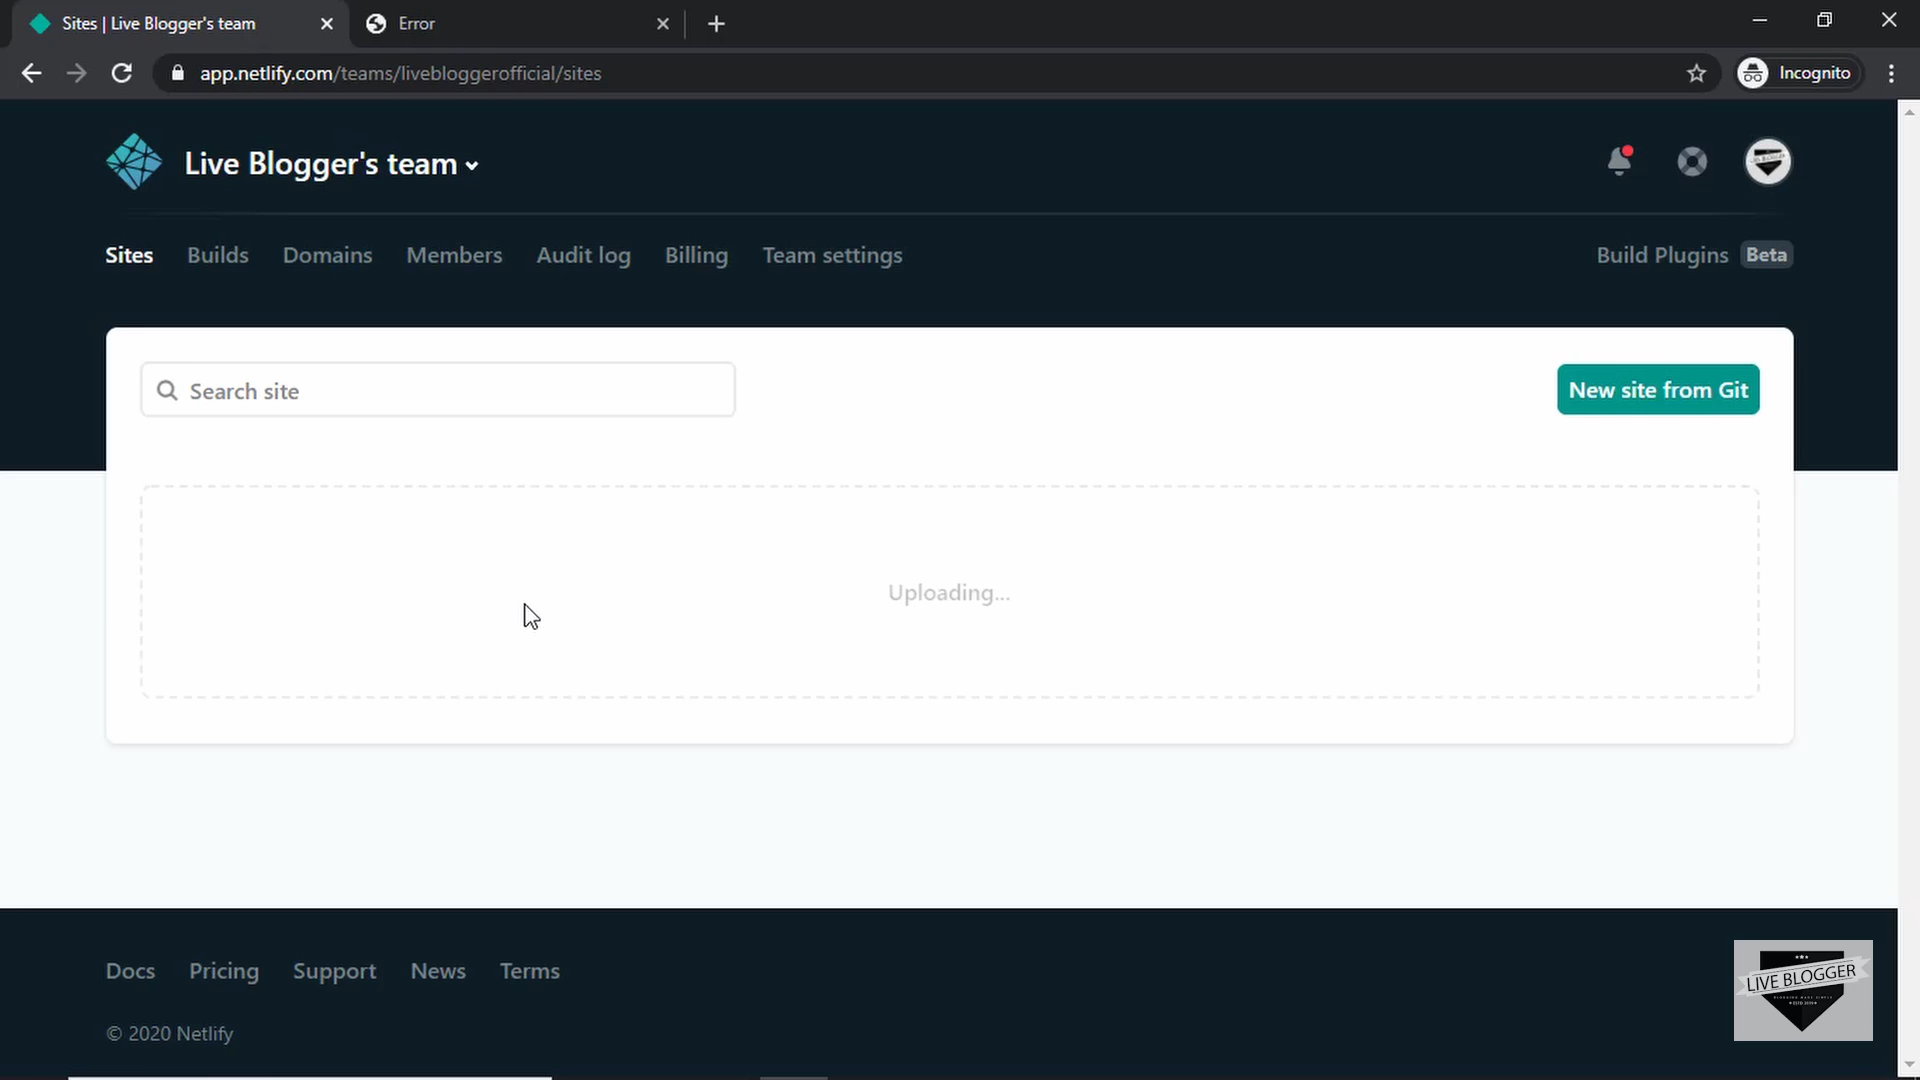 Sites | Live Blogger's team
Error
app.netlify.com/teams/livebloggerofficial/sites
Incognito
Live Blogger's team
Sites Builds Domains Members Audit log Billing Team settings Build Plugins Beta
Search site
New site from Git
Uploading...
Docs Pricing Support News Terms
© 2020 Netlify
LIVE BLOGGER